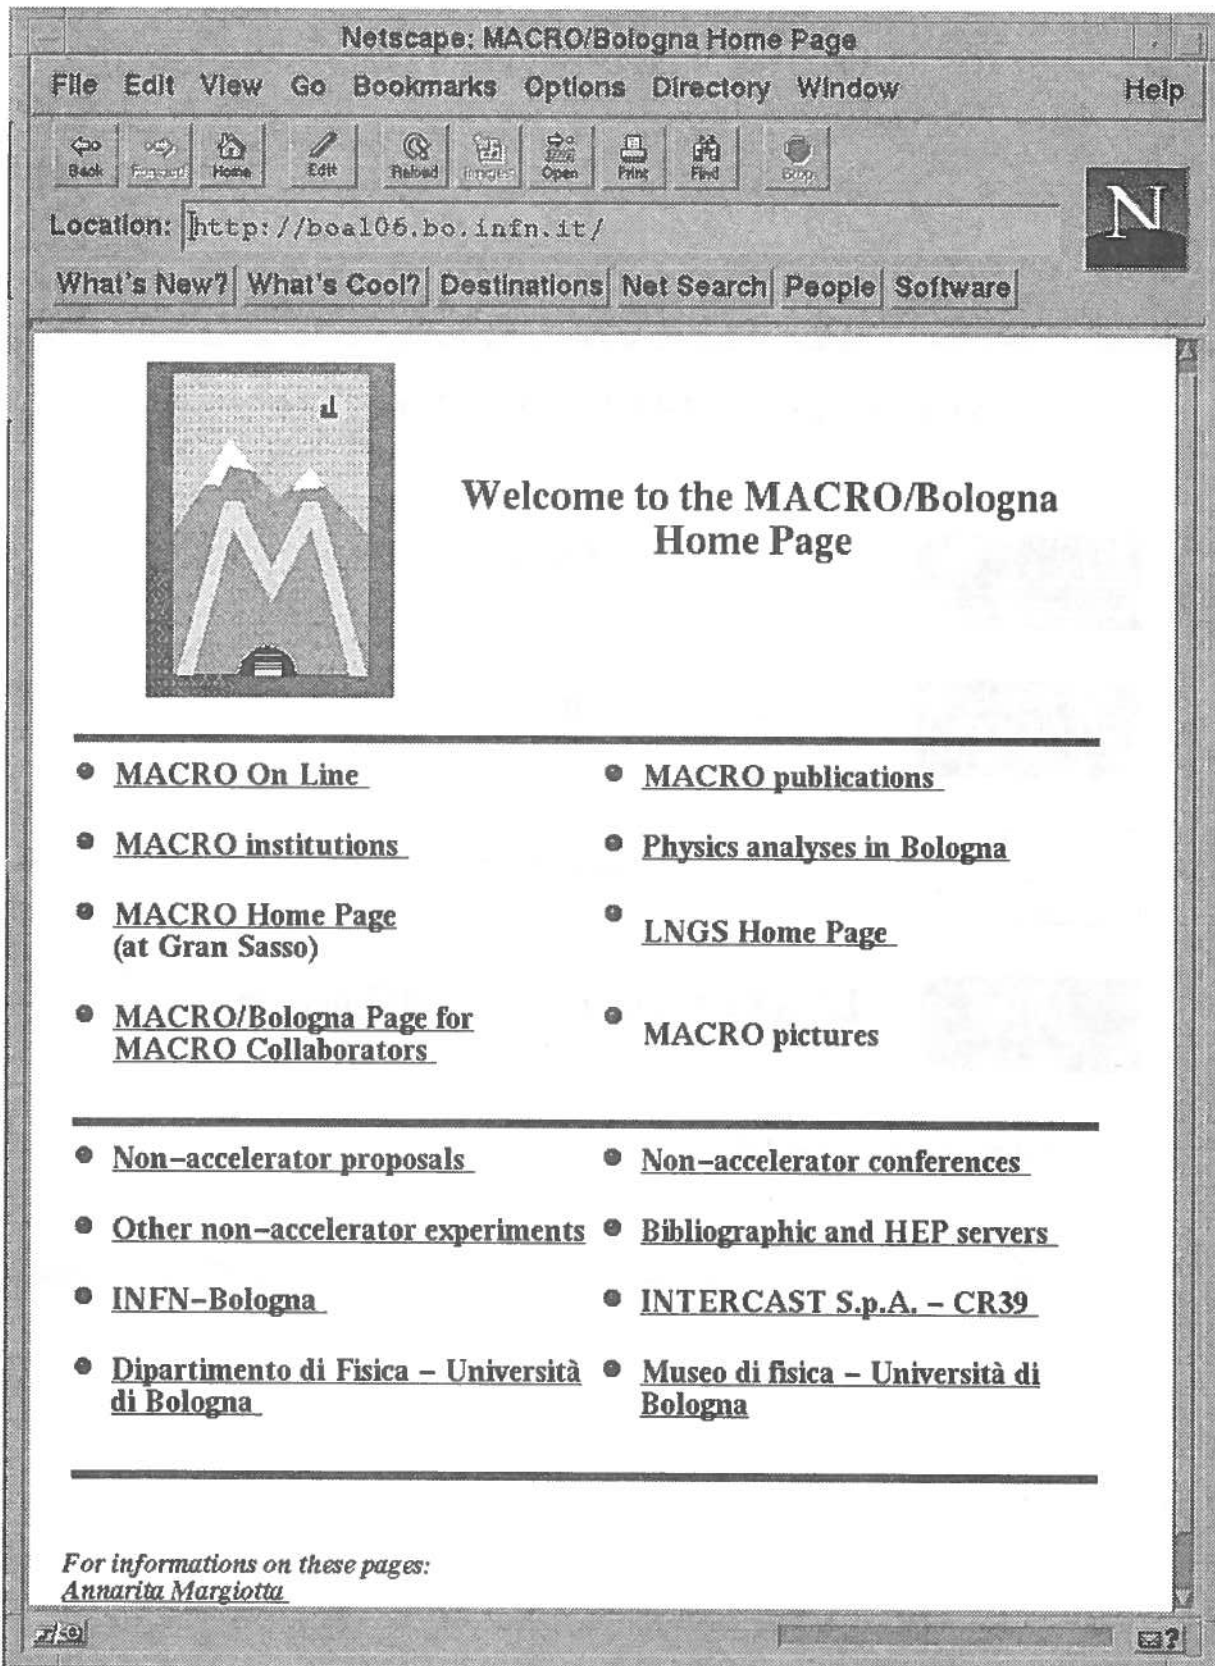 Netscape: MACRO/Bologna Home Page
File Edit View Go Bookmarks Options Directory Window Help
Back Forward Home Edit Reload Images Open Print Find Stop
Location: http://boal06.bo.infn.it/
N
What's New? What's Cool? Destinations Net Search People Software
Welcome to the MACRO/Bologna
Home Page
MACRO On Line
MACRO publications
MACRO institutions
Physics analyses in Bologna
MACRO Home Page
(at Gran Sasso)
LNGS Home Page
MACRO/Bologna Page for
MACRO Collaborators
MACRO pictures
Non–accelerator proposals
Non–accelerator conferences
Other non–accelerator experiments
Bibliographic and HEP servers
INFN–Bologna
INTERCAST S.p.A. – CR39
Dipartimento di Fisica – Università
di Bologna
Museo di fisica – Università di
Bologna
For informations on these pages:
Annarita Margiotta
?